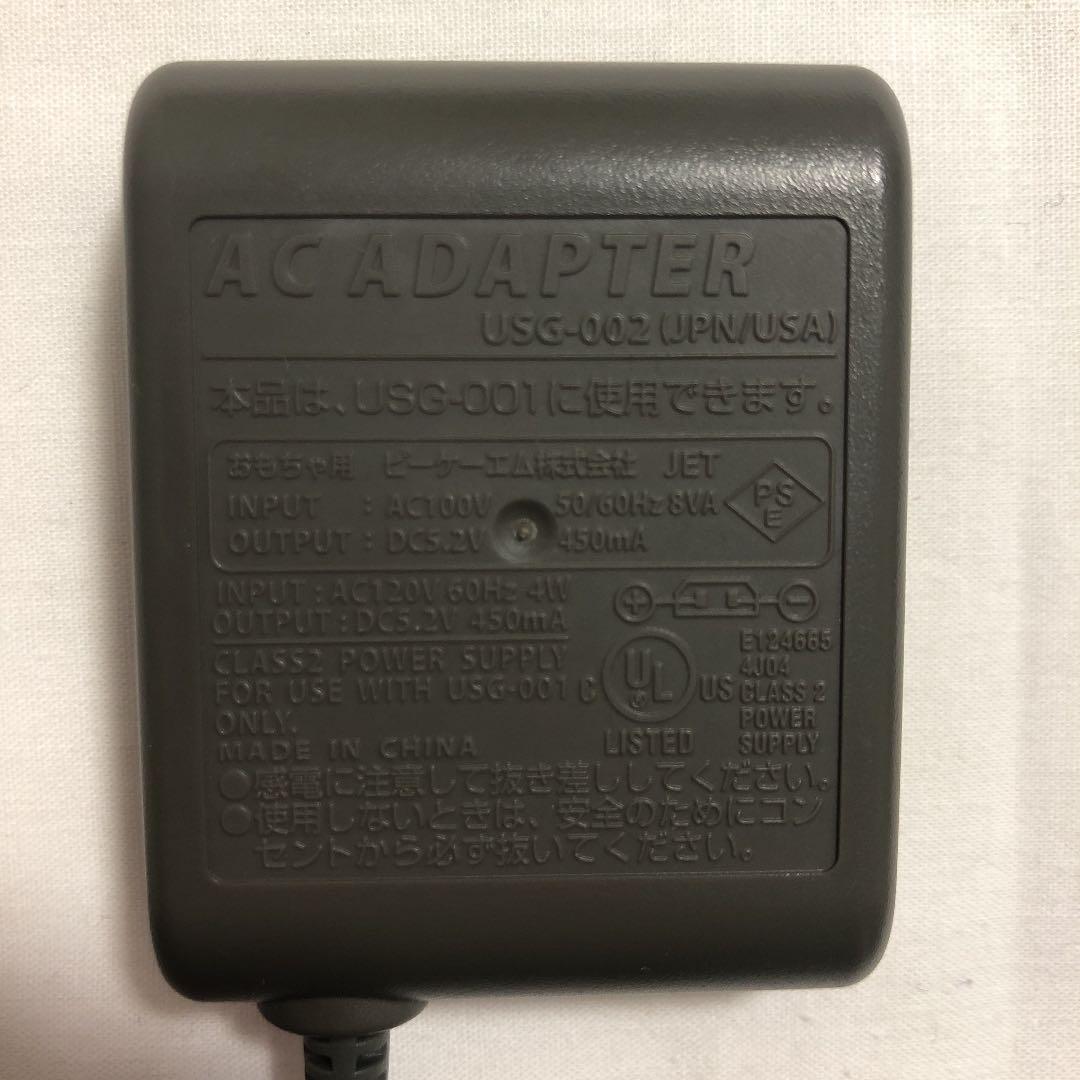 AC ADAPTER
USG-002 (JPN/USA)
本品は、USG-001に使用できます。
おもちゃ用 ピーケーエム株式会社 JET
INPUT : AC100V 50/60Hz 8VA
OUTPUT : DC5.2V 450mA
PS
E
INPUT : AC120V 60Hz 4W
OUTPUT : DC5.2V 450mA
CLASS2 POWER SUPPLY
FOR USE WITH USG-001
ONLY.
MADE IN CHINA
C UL US
LISTED
E124665
4J04
CLASS 2
POWER
SUPPLY
●感電に注意して抜き差ししてください。
●使用しないときは、安全のためにコン
セントから必ず抜いてください。